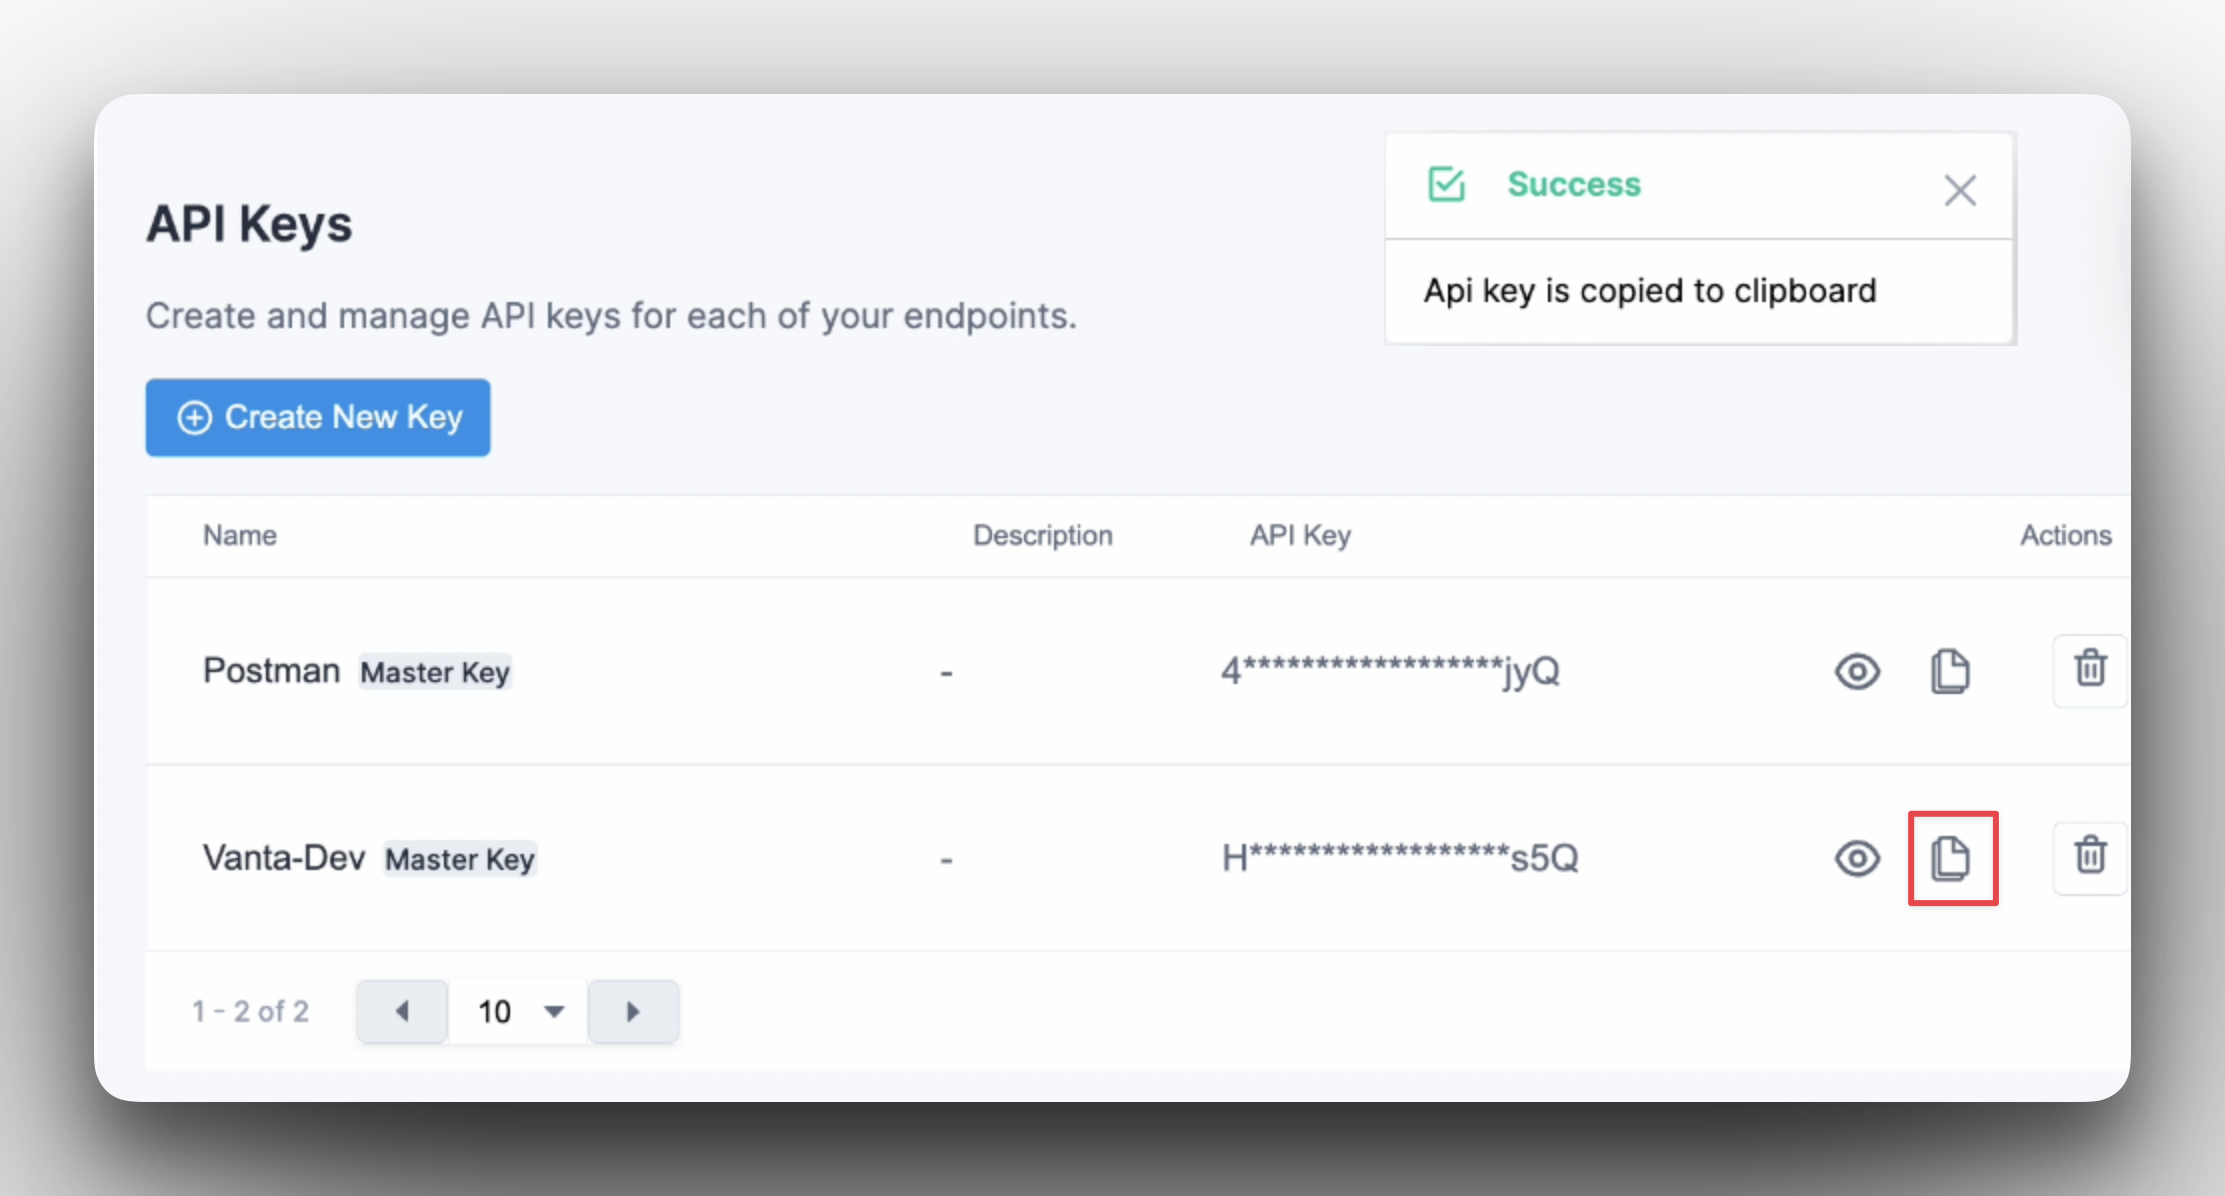 Success
API Keys
Api key is copied to clipboard
Create and manage API keys for each of your endpoints.
Create New Key
Name Description API Key Actions
Postman Master Key - 4******************jyQ
Vanta-Dev Master Key - H******************s5Q
1 - 2 of 2 10